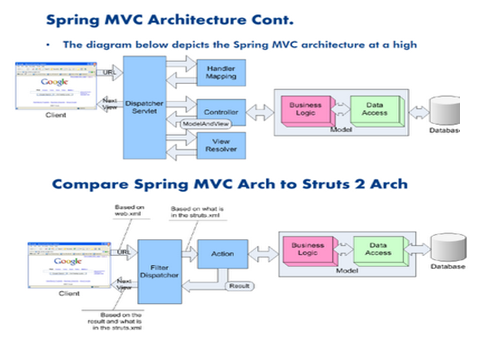 Spring MVC Architecture Cont.
• The diagram below depicts the Spring MVC architecture at a high
Google
Client
URL
Next
View
Dispatcher
Servlet
Handler
Mapping
Controller
ModelAndView
View
Resolver
Business
Logic
Data
Access
Model
Database
Compare Spring MVC Arch to Struts 2 Arch
Based on
web.xml
Based on what is
in the struts.xml
Google
Client
URL
Next
View
Filter
Dispatcher
Action
Result
Business
Logic
Data
Access
Model
Database
Based on the
result and what is
in the struts.xml